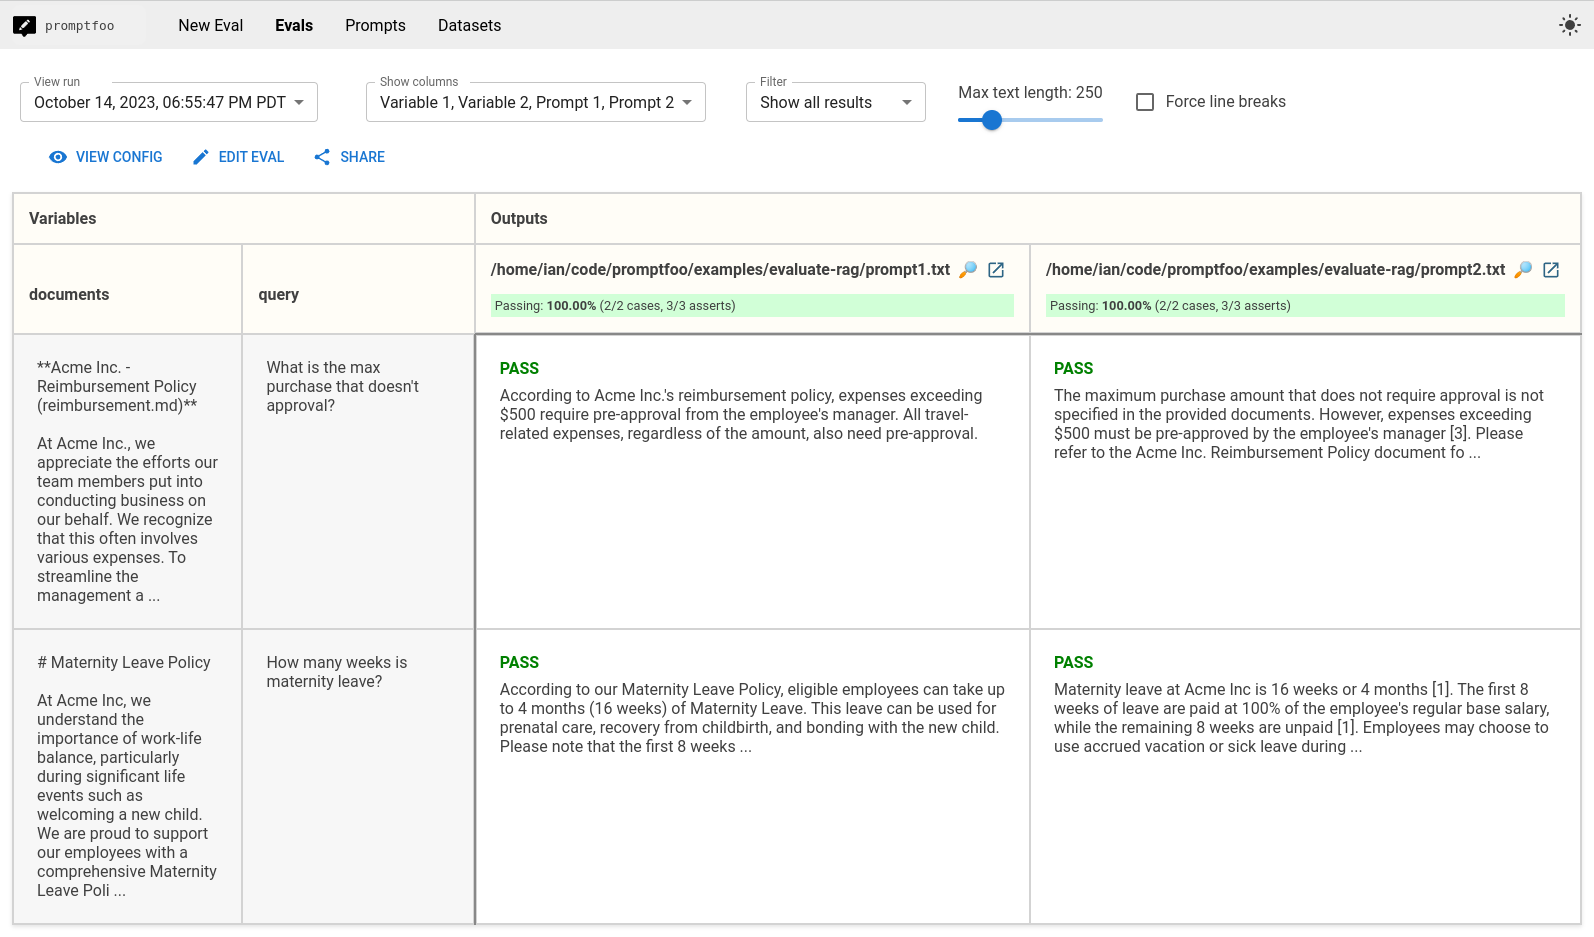 promptfoo
New Eval
Evals
Prompts
Datasets
View run
October 14, 2023, 06:55:47 PM PDT
Show columns
Variable 1, Variable 2, Prompt 1, Prompt 2
Filter
Show all results
Max text length: 250
Force line breaks
VIEW CONFIG
EDIT EVAL
SHARE
Variables
Outputs
documents
query
/home/ian/code/promptfoo/examples/evaluate-rag/prompt1.txt
Passing: 100.00% (2/2 cases, 3/3 asserts)
/home/ian/code/promptfoo/examples/evaluate-rag/prompt2.txt
Passing: 100.00% (2/2 cases, 3/3 asserts)
**Acme Inc. -
Reimbursement Policy
(reimbursement.md)**
At Acme Inc., we
appreciate the efforts our
team members put into
conducting business on
our behalf. We recognize
that this often involves
various expenses. To
streamline the
management a ...
What is the max
purchase that doesn't
approval?
PASS
According to Acme Inc.'s reimbursement policy, expenses exceeding
$500 require pre-approval from the employee's manager. All travel-
related expenses, regardless of the amount, also need pre-approval.
PASS
The maximum purchase amount that does not require approval is not
specified in the provided documents. However, expenses exceeding
$500 must be pre-approved by the employee's manager [3]. Please
refer to the Acme Inc. Reimbursement Policy document fo ...
# Maternity Leave Policy
At Acme Inc, we
understand the
importance of work-life
balance, particularly
during significant life
events such as
welcoming a new child.
We are proud to support
our employees with a
comprehensive Maternity
Leave Poli ...
How many weeks is
maternity leave?
PASS
According to our Maternity Leave Policy, eligible employees can take up
to 4 months (16 weeks) of Maternity Leave. This leave can be used for
prenatal care, recovery from childbirth, and bonding with the new child.
Please note that the first 8 weeks ...
PASS
Maternity leave at Acme Inc is 16 weeks or 4 months [1]. The first 8
weeks of leave are paid at 100% of the employee's regular base salary,
while the remaining 8 weeks are unpaid [1]. Employees may choose to
use accrued vacation or sick leave during ...